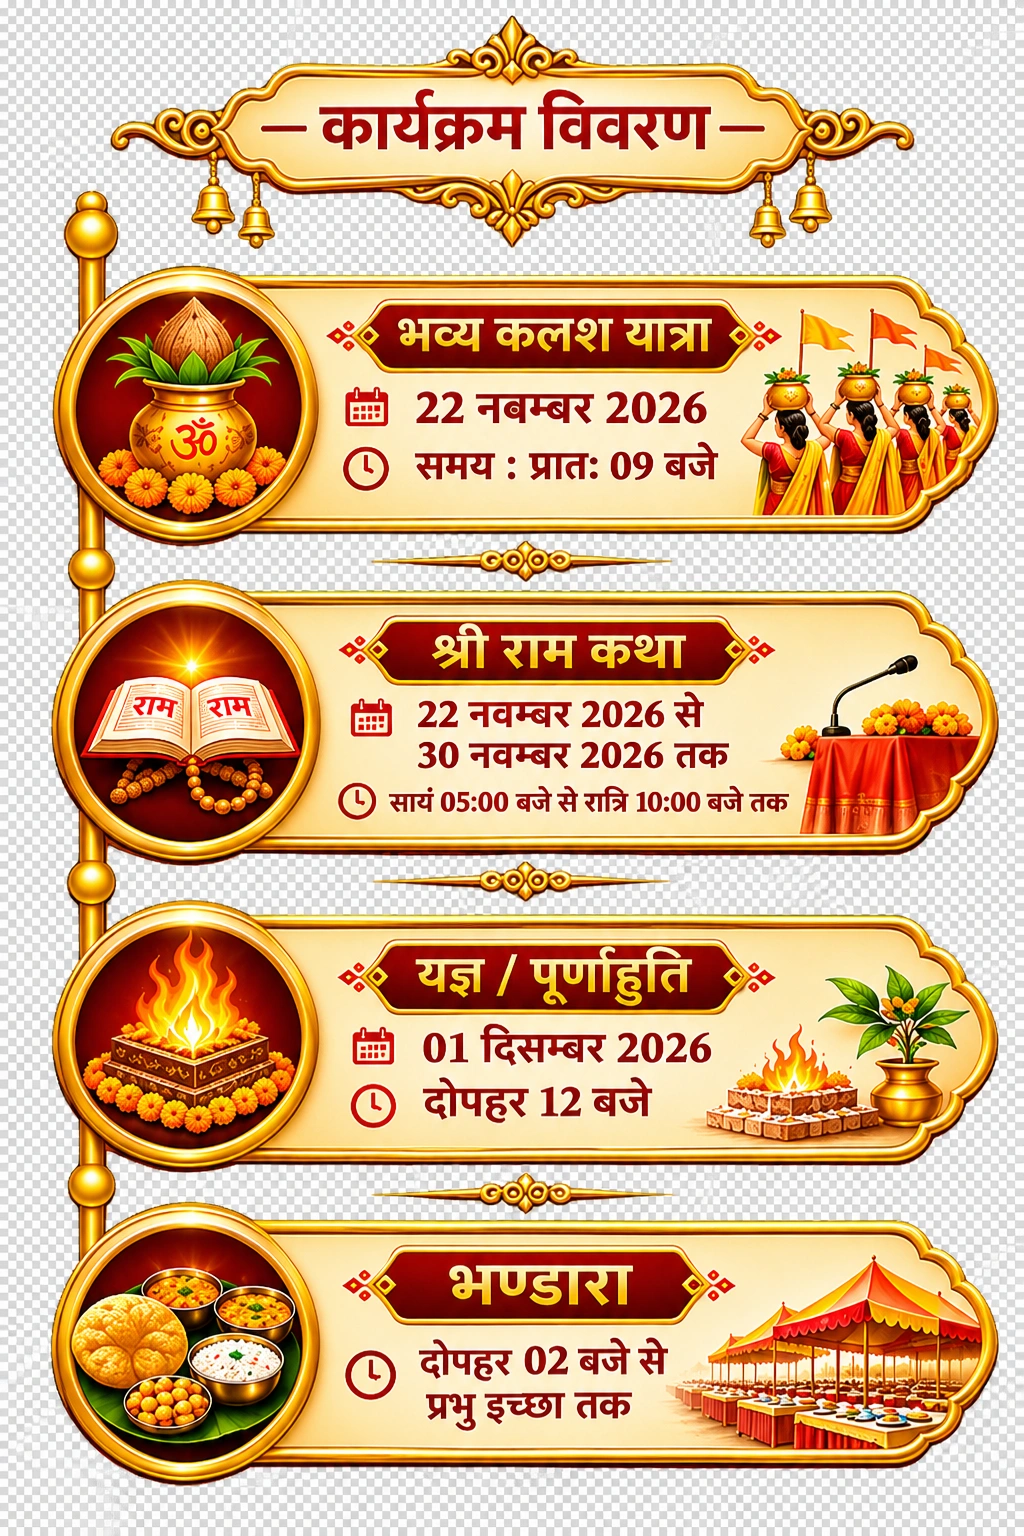 कार्यक्रम विवरण
भव्य कलश यात्रा
ॐ
22 नवम्बर 2026
समय : प्रात: 09 बजे
श्री राम कथा
राम राम
22 नवम्बर 2026 से
30 नवम्बर 2026 तक
सायं 05:00 बजे से रात्रि 10:00 बजे तक
यज्ञ / पूर्णाहुति
01 दिसम्बर 2026
दोपहर 12 बजे
भण्डारा
दोपहर 02 बजे से
प्रभु इच्छा तक